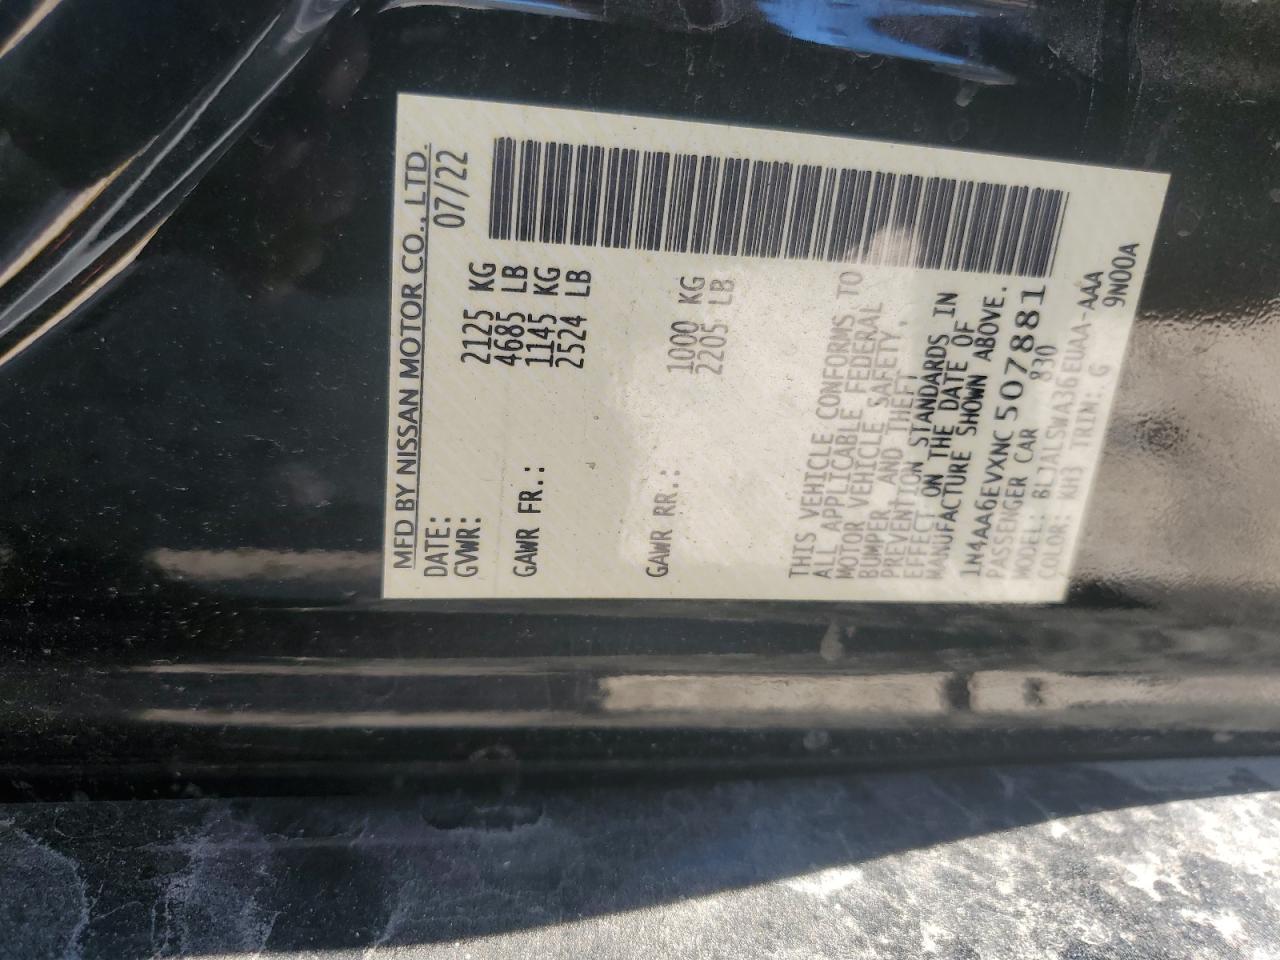 MFD BY NISSAN MOTOR CO., LTD.
DATE: 07/22
GVWR: 2125 KG
4685 LB
GAWR FR.: 1145 KG
2524 LB
GAWR RR.: 1000 KG
2205 LB
THIS VEHICLE CONFORMS TO
ALL APPLICABLE FEDERAL
MOTOR VEHICLE SAFETY,
BUMPER, AND THEFT
PREVENTION STANDARDS IN
EFFECT ON THE DATE OF
MANUFACTURE SHOWN ABOVE.
1N4AA6EVXNC507881
PASSENGER CAR 830
MODEL: BLJALSWA36EUAA-AAA
COLOR: KH3 TRIM: G 9N00A